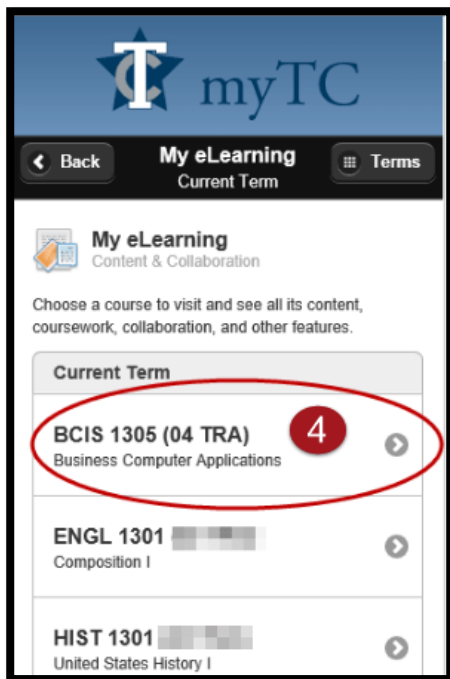 TC myTC
Back My eLearning Terms
Current Term
My eLearning
Content & Collaboration
Choose a course to visit and see all its content,
coursework, collaboration, and other features.
Current Term
BCIS 1305 (04 TRA) 4
Business Computer Applications
ENGL 1301
Composition I
HIST 1301
United States History I